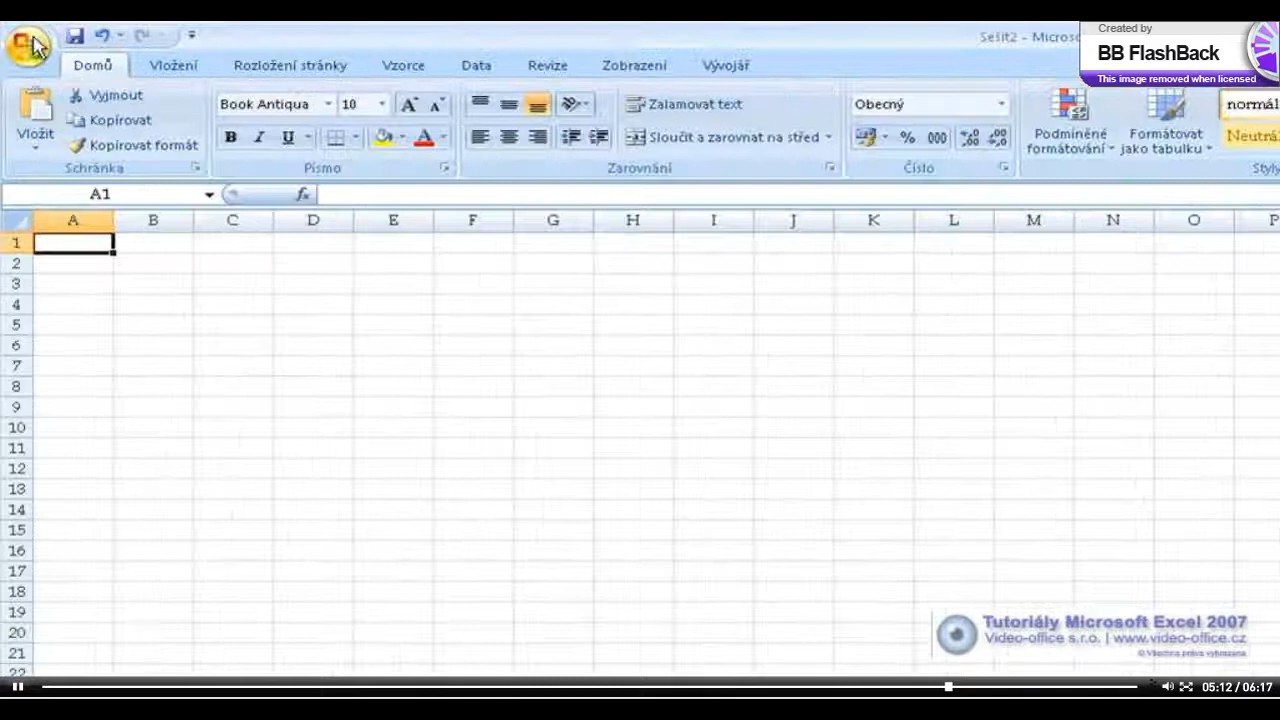 Sešit2 - Microso
Created by
BB FlashBack
This image removed when licensed
Domů Vložení Rozložení stránky Vzorce Data Revize Zobrazení Vývojář
Vložit
Vyjmout
Kopírovat
Kopírovat formát
Schránka
Book Antiqua 10
B I U
Písmo
Zalamovat text
Sloučit a zarovnat na střed
Zarovnání
Obecný
% 000
Číslo
Podmíněné
formátování
Formátovat
jako tabulku
normál
Neutrá
Styly
A1 fx
A B C D E F G H I J K L M N O P
1
2
3
4
5
6
7
8
9
10
11
12
13
14
15
16
17
18
19
20
21
22
Tutoriály Microsoft Excel 2007
Video-office s.r.o. | www.video-office.cz
© Všechna práva vyhrazena.
05:12 / 06:17